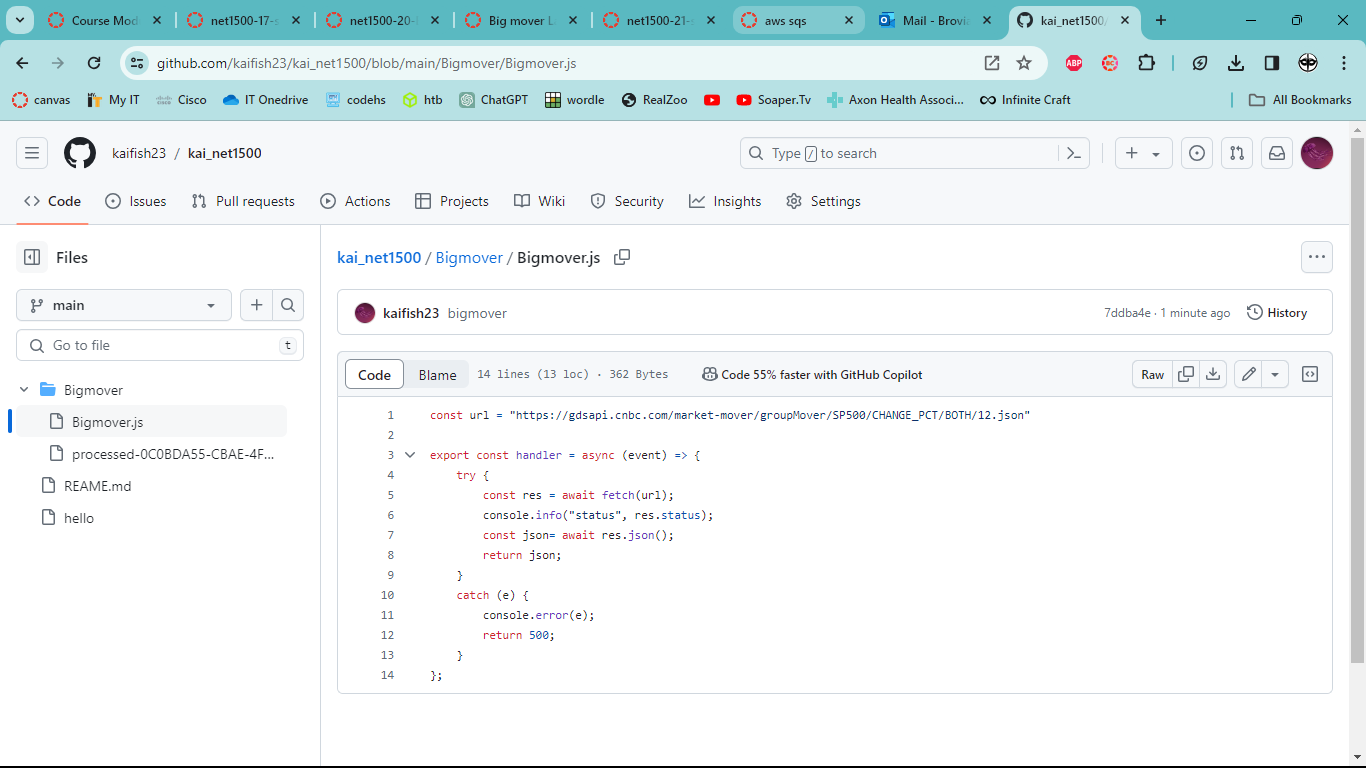 Course Mod
net1500-17-s
net1500-20-l
Big mover L
net1500-21-s
aws sqs
Mail - Brovia
kai_net1500/
github.com/kaifish23/kai_net1500/blob/main/Bigmover/Bigmover.js
ABP
canvas
My IT
Cisco
IT Onedrive
codehs
htb
ChatGPT
wordle
RealZoo
Soaper.Tv
Axon Health Associ...
Infinite Craft
All Bookmarks
kaifish23 / kai_net1500
Type / to search
Code
Issues
Pull requests
Actions
Projects
Wiki
Security
Insights
Settings
Files
main
Go to file
t
Bigmover
Bigmover.js
processed-0C0BDA55-CBAE-4F...
REAME.md
hello
kai_net1500 / Bigmover / Bigmover.js
kaifish23 bigmover
7ddba4e · 1 minute ago
History
Code
Blame
14 lines (13 loc) · 362 Bytes
Code 55% faster with GitHub Copilot
Raw
1 const url = "https://gdsapi.cnbc.com/market-mover/groupMover/SP500/CHANGE_PCT/BOTH/12.json"
2
3 export const handler = async (event) => {
4 try {
5 const res = await fetch(url);
6 console.info("status", res.status);
7 const json= await res.json();
8 return json;
9 }
10 catch (e) {
11 console.error(e);
12 return 500;
13 }
14 };